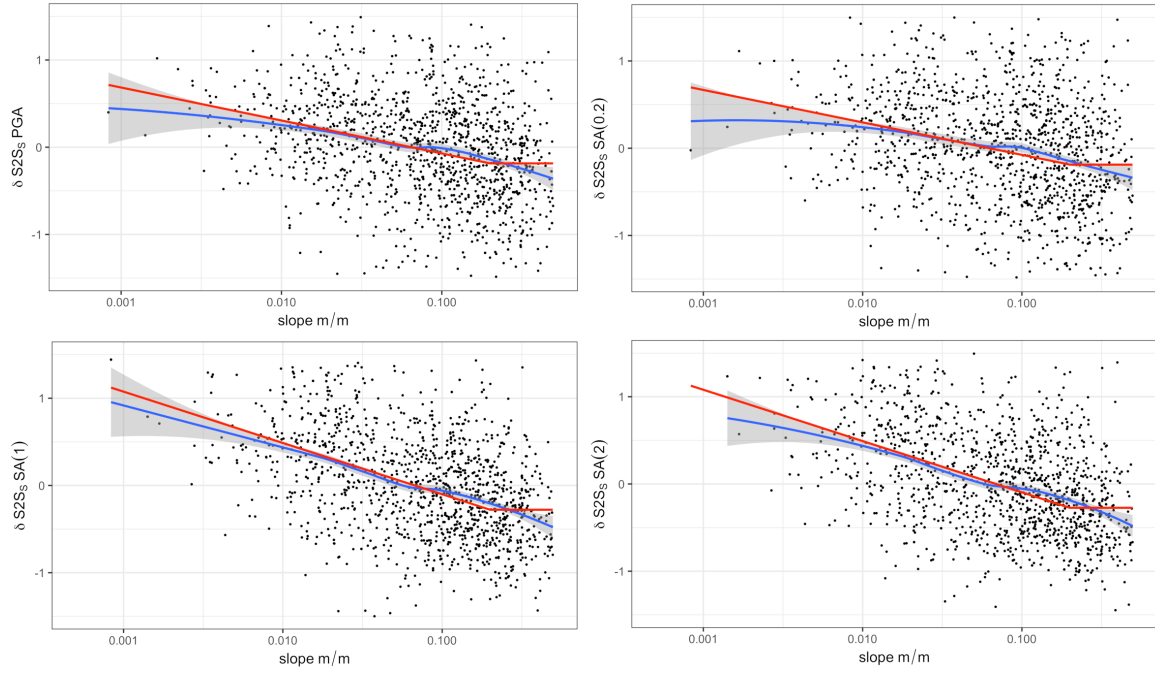 δ S2S_S PGA
1
0
-1
0.001 0.010 0.100
slope m/m
δ S2S_S SA(0.2)
1
0
-1
0.001 0.010 0.100
slope m/m
δ S2S_S SA(1)
1
0
-1
0.001 0.010 0.100
slope m/m
δ S2S_S SA(2)
1
0
-1
0.001 0.010 0.100
slope m/m